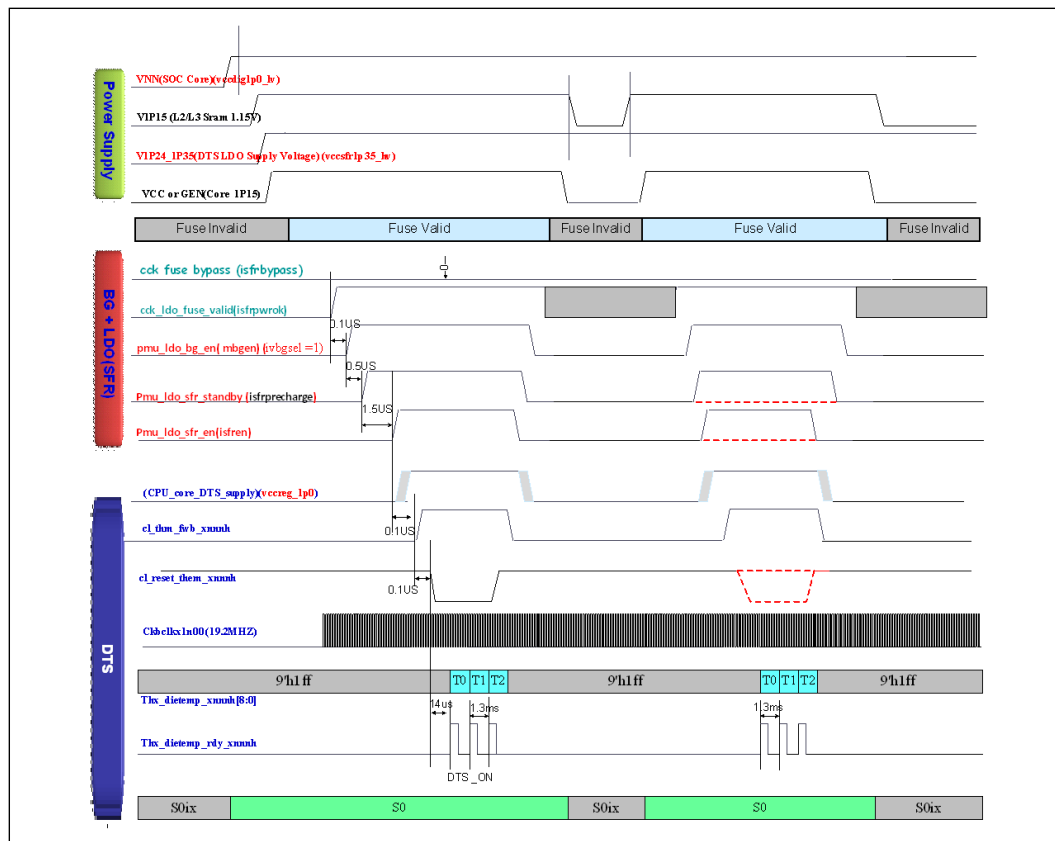 Power Supply
VNN(SOC Core)(vccdig1p0_lv)
V1P15 (L2/L3 Sram 1.15V)
V1P24_1P35(DTS LDO Supply Voltage) (vccsfr1p35_hv)
VCC or GEN(Core 1P15)
Fuse Invalid Fuse Valid Fuse Invalid Fuse Valid Fuse Invalid
BG + LDO(SFR)
cck fuse bypass (isfrbypass)
0
cck_ldo_fuse_valid(isfrpwrok)
0.1US
pmu_ldo_bg_en( mbgen) (ivbgsel =1)
0.5US
Pmu_ldo_sfr_standby (isfrprecharge)
1.5US
Pmu_ldo_sfr_en(isfren)
DTS
(CPU_core_DTS_supply)(vccreg_1p0)
cl_thm_fwb_xnnnh
0.1US
cl_reset_them_xnnnh
0.1US
Ckbclkx1n00(19.2MHZ)
9'h1ff T0 T1 T2 9'h1ff T0 T1 T2 9'h1ff
Thx_dietemp_xnnnh[8:0]
14us 1.3ms 1.3ms
Thx_dietemp_rdy_xnnnh
DTS_ON
S0ix S0 S0ix S0 S0ix